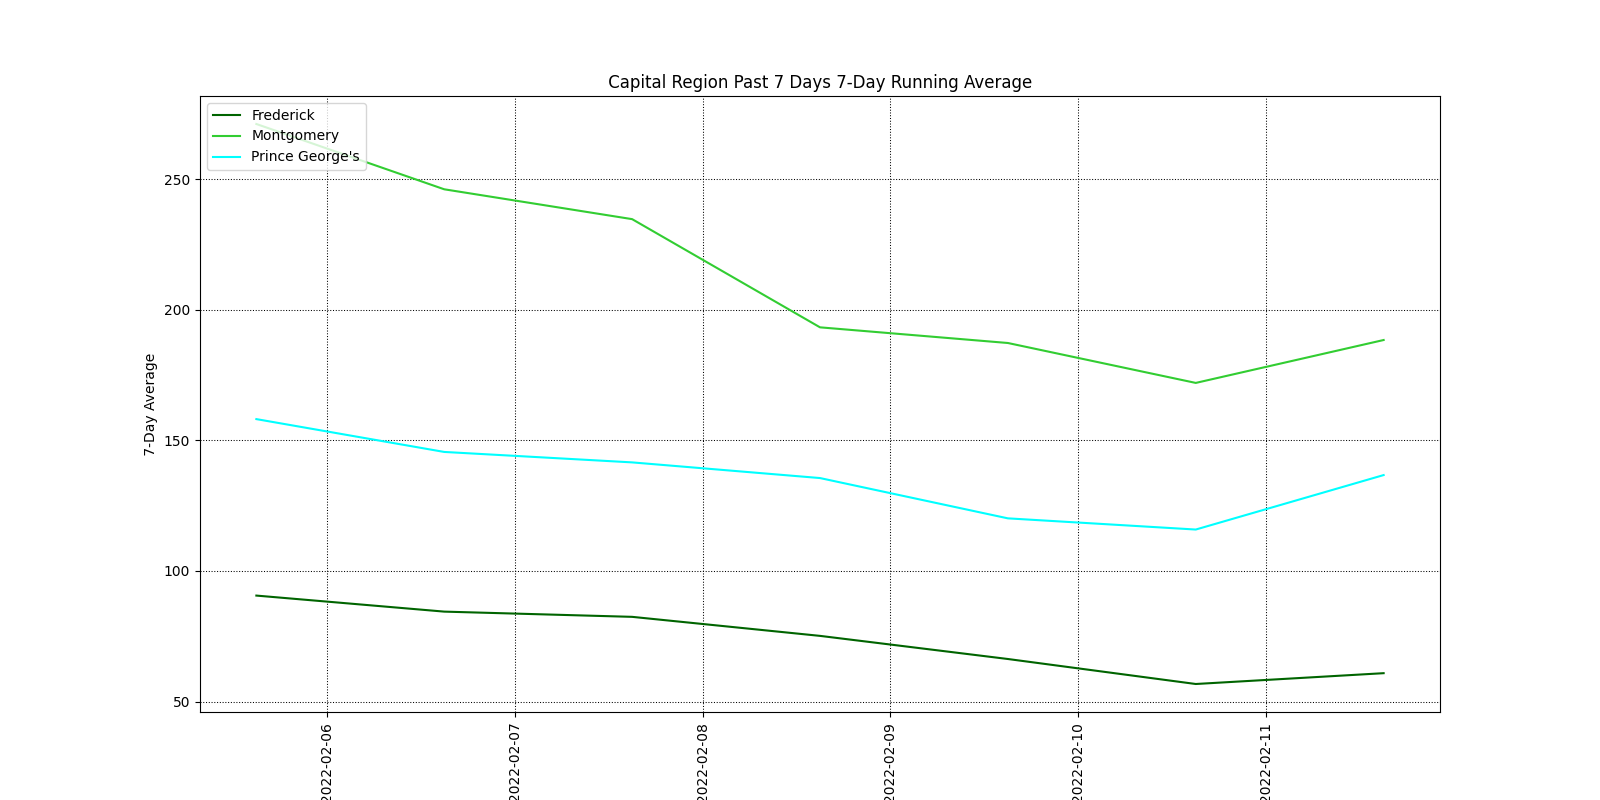 Capital Region Past 7 Days 7-Day Running Average
Frederick
Montgomery
Prince George's
7-Day Average
250
200
150
100
50
2022-02-06
2022-02-07
2022-02-08
2022-02-09
2022-02-10
2022-02-11